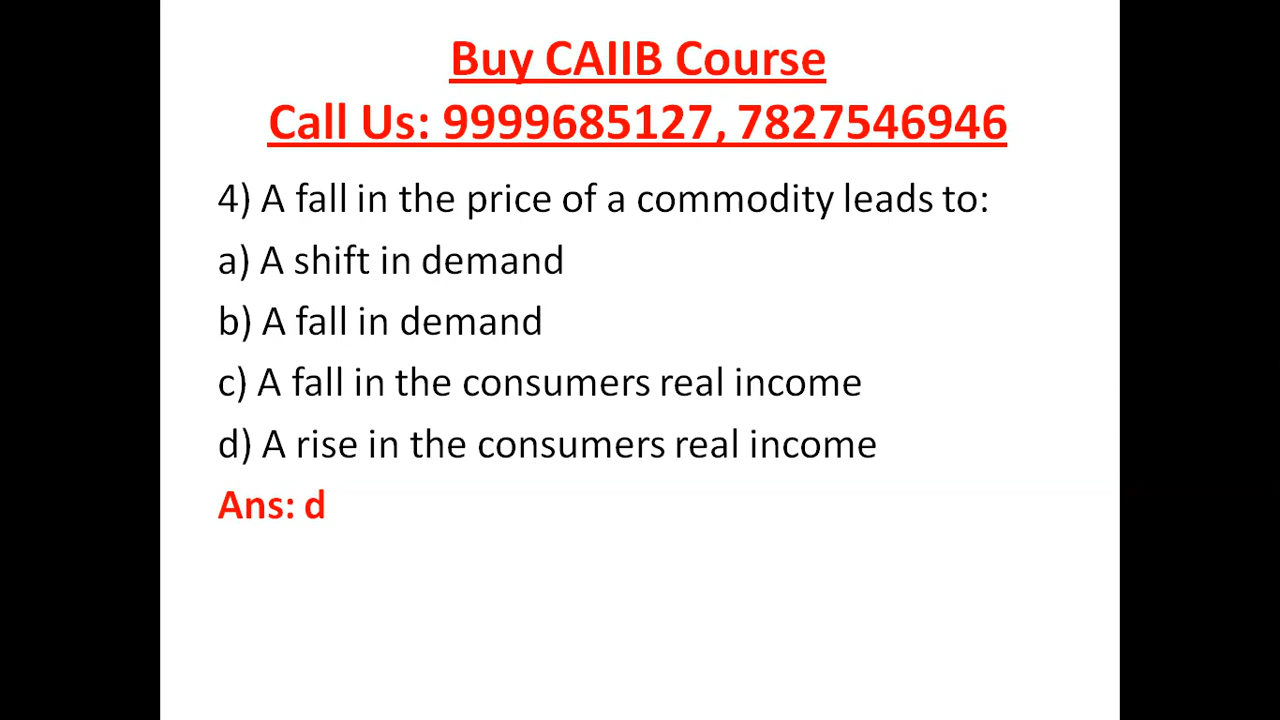 Buy CAIIB Course
Call Us: 9999685127, 7827546946
4) A fall in the price of a commodity leads to:
a) A shift in demand
b) A fall in demand
c) A fall in the consumers real income
d) A rise in the consumers real income
Ans: d